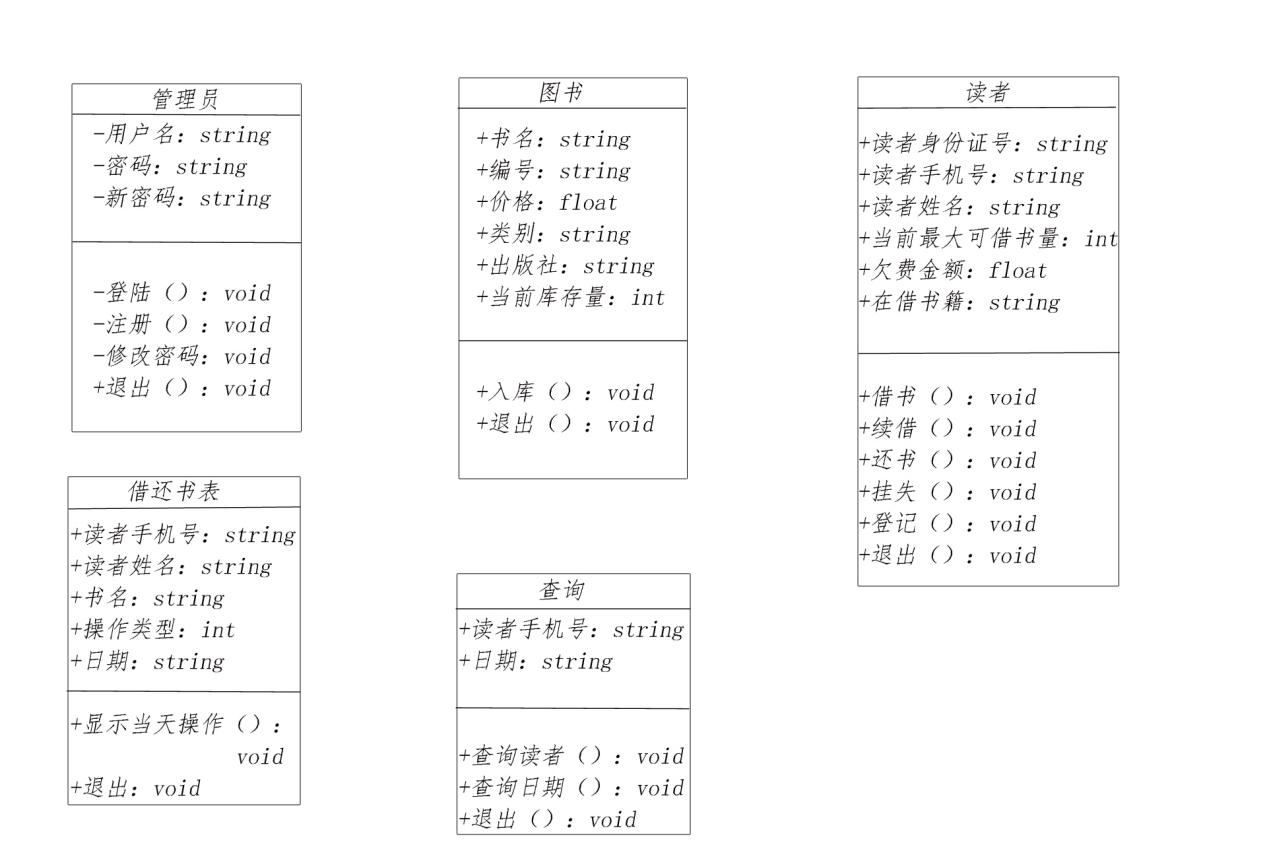 管理员
-用户名：string
-密码：string
-新密码：string
-登陆（）：void
-注册（）：void
-修改密码：void
+退出（）：void
图书
+书名：string
+编号：string
+价格：float
+类别：string
+出版社：string
+当前库存量：int
+入库（）：void
+退出（）：void
读者
+读者身份证号：string
+读者手机号：string
+读者姓名：string
+当前最大可借书量：int
+欠费金额：float
+在借书籍：string
+借书（）：void
+续借（）：void
+还书（）：void
+挂失（）：void
+登记（）：void
+退出（）：void
借还书表
+读者手机号：string
+读者姓名：string
+书名：string
+操作类型：int
+日期：string
+显示当天操作（）：
void
+退出：void
查询
+读者手机号：string
+日期：string
+查询读者（）：void
+查询日期（）：void
+退出（）：void